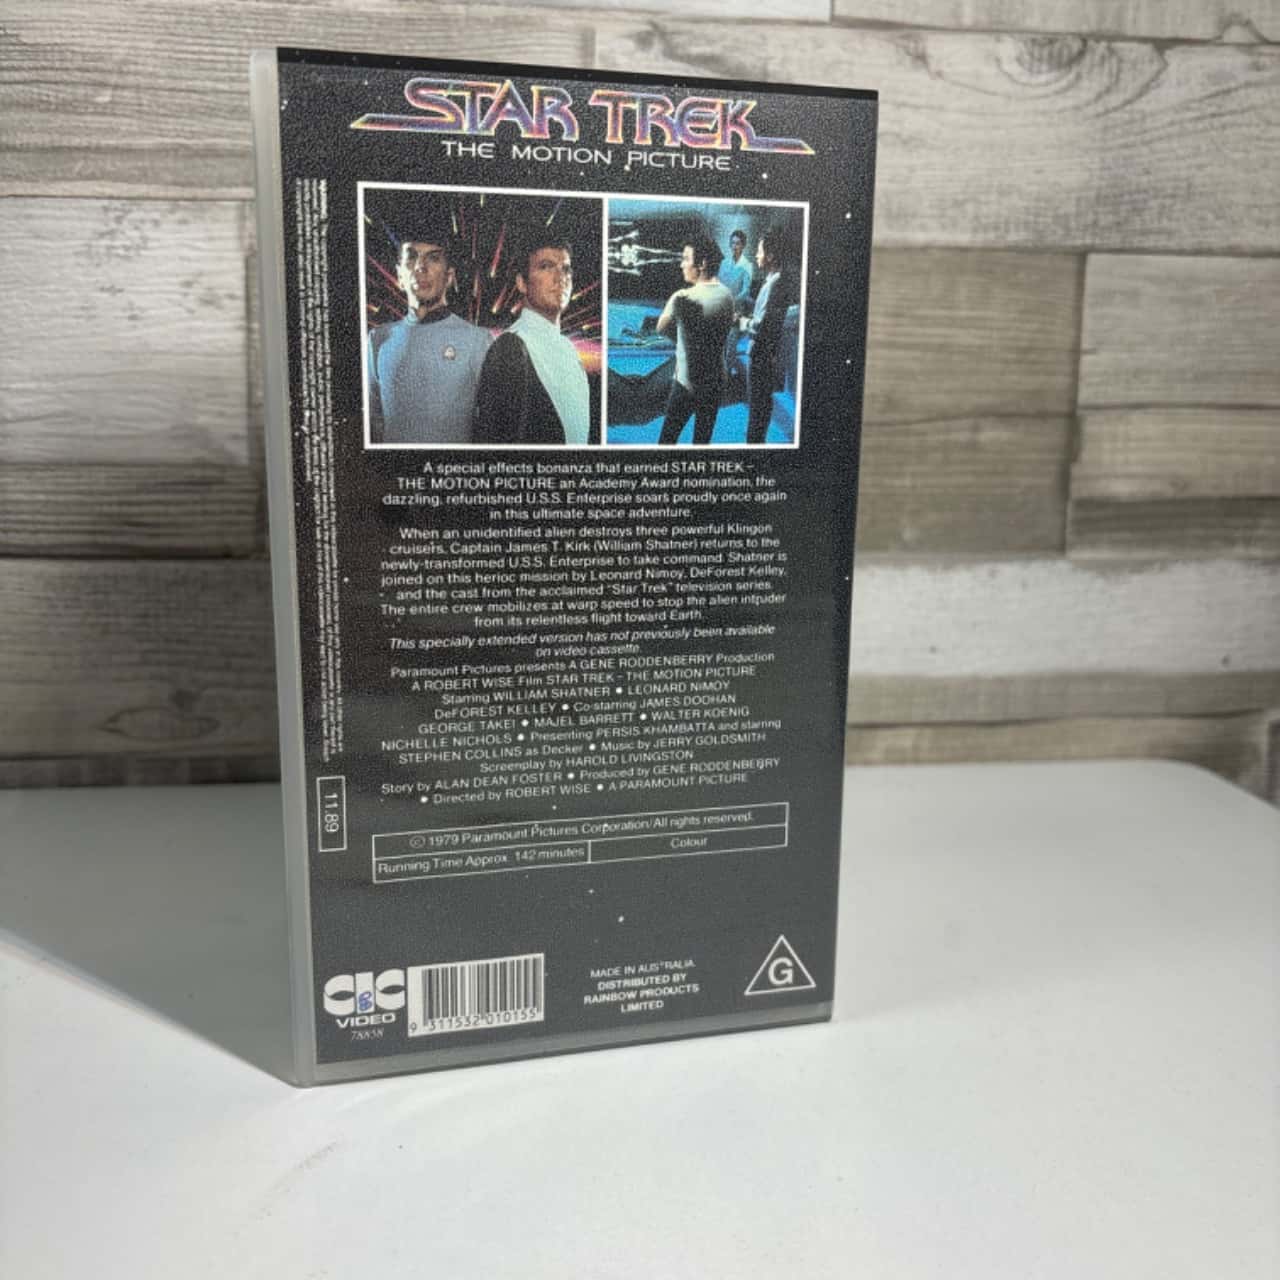 STAR TREK
THE MOTION PICTURE
A special effects bonanza that earned STAR TREK –
THE MOTION PICTURE an Academy Award nomination, the
dazzling, refurbished U.S.S. Enterprise soars proudly once again
in this ultimate space adventure.
When an unidentified alien destroys three powerful Klingon
cruisers, Captain James T. Kirk (William Shatner) returns to the
newly-transformed U.S.S. Enterprise to take command. Shatner is
joined on this herioc mission by Leonard Nimoy, DeForest Kelley,
and the cast from the acclaimed "Star Trek" television series.
The entire crew mobilizes at warp speed to stop the alien intruder
from its relentless flight toward Earth.
This specially extended version has not previously been available
on video cassette.
Paramount Pictures presents A GENE RODDENBERRY Production
A ROBERT WISE Film STAR TREK – THE MOTION PICTURE
Starring WILLIAM SHATNER • LEONARD NIMOY
DeFOREST KELLEY • Co-starring JAMES DOOHAN
GEORGE TAKEI • MAJEL BARRETT • WALTER KOENIG
NICHELLE NICHOLS • Presenting PERSIS KHAMBATTA and starring
STEPHEN COLLINS as Decker • Music by JERRY GOLDSMITH
Screenplay by HAROLD LIVINGSTON
Story by ALAN DEAN FOSTER • Produced by GENE RODDENBERRY
• Directed by ROBERT WISE • A PARAMOUNT PICTURE
11.89
© 1979 Paramount Pictures Corporation/All rights reserved.
Running Time Approx. 142 minutes
Colour
CIC
VIDEO
78858
9 311532 010155
MADE IN AUSTRALIA
DISTRIBUTED BY
RAINBOW PRODUCTS
LIMITED
G